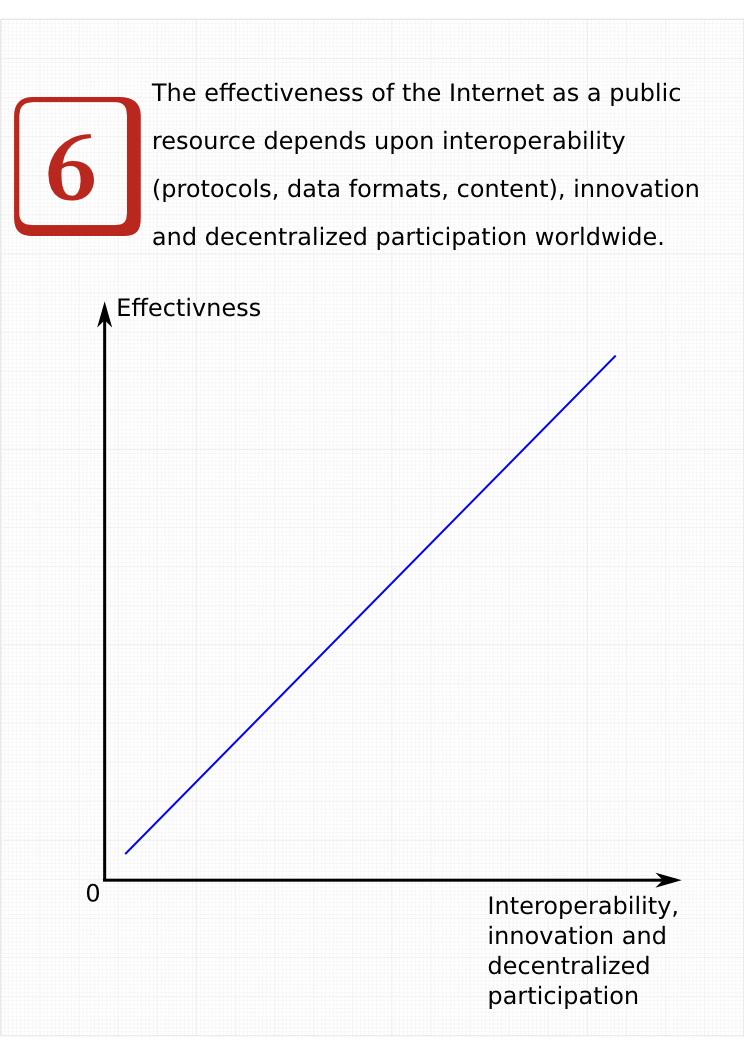 6
The effectiveness of the Internet as a public
resource depends upon interoperability
(protocols, data formats, content), innovation
and decentralized participation worldwide.
Effectivness
0
Interoperability,
innovation and
decentralized
participation